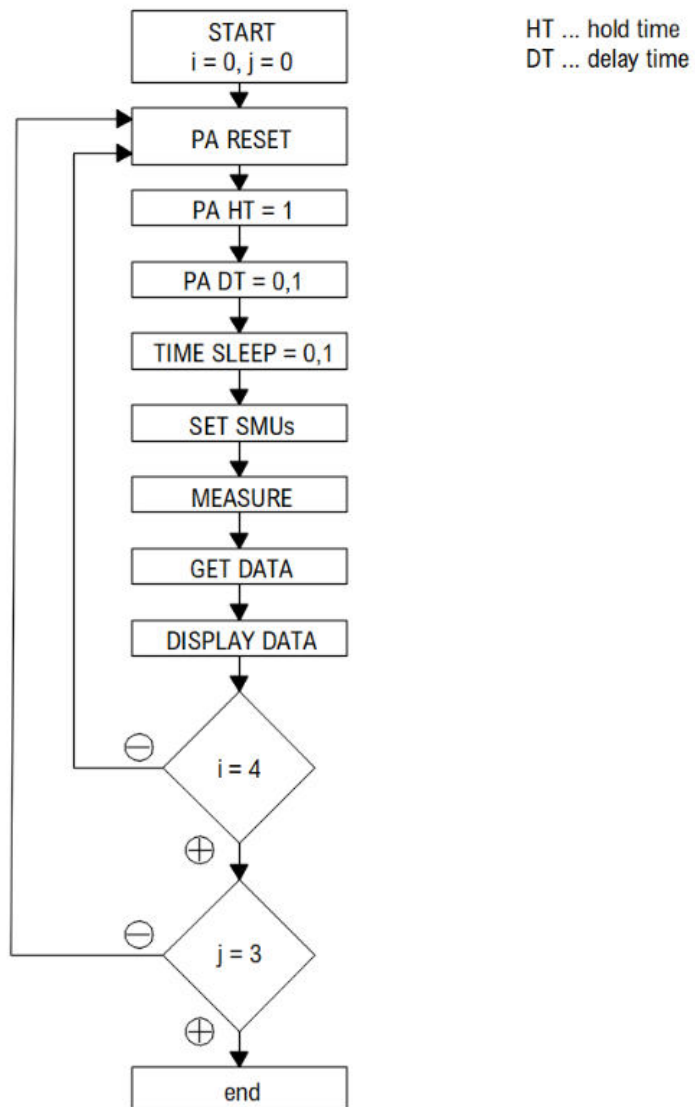 START
i = 0, j = 0
HT ... hold time
DT ... delay time
PA RESET
PA HT = 1
PA DT = 0,1
TIME SLEEP = 0,1
SET SMUs
MEASURE
GET DATA
DISPLAY DATA
−
i = 4
+
−
j = 3
+
end